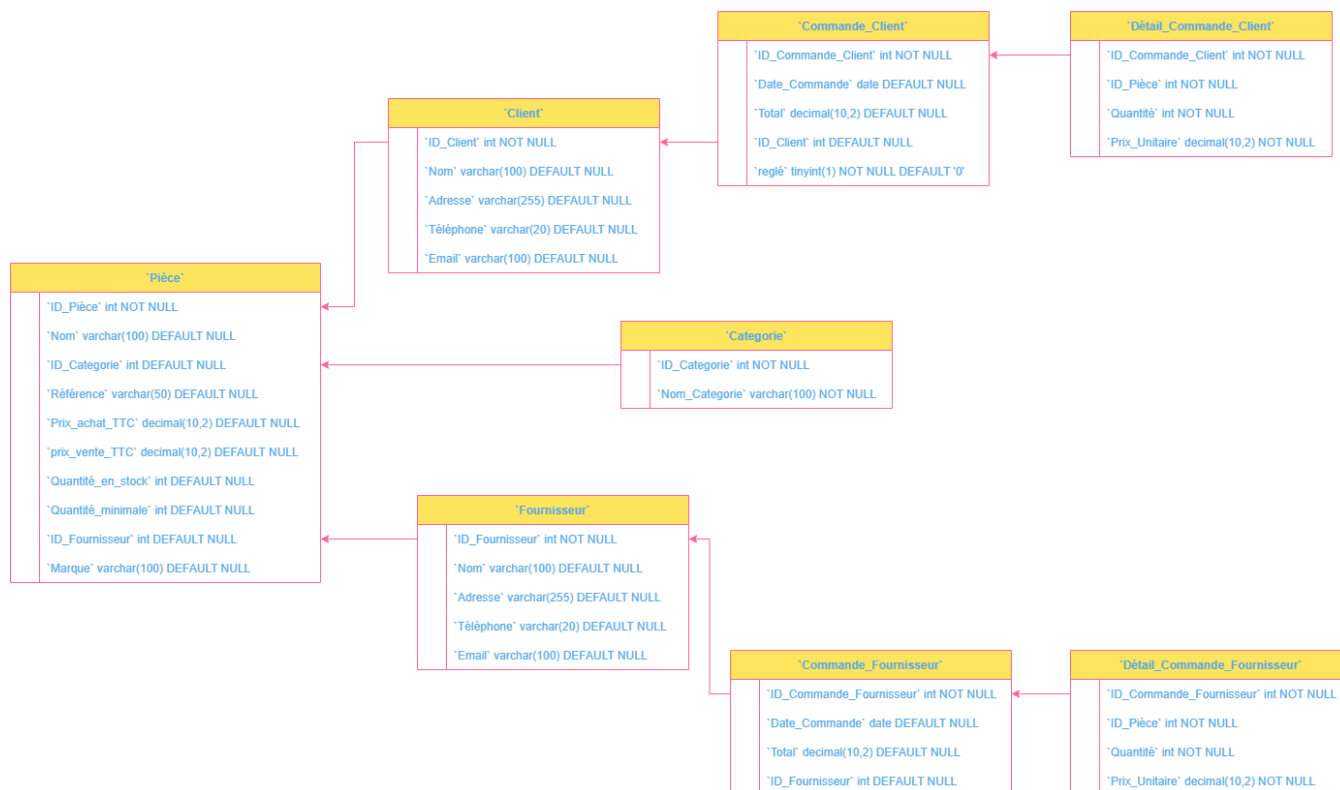 `Commande_Client`
`ID_Commande_Client` int NOT NULL
`Date_Commande` date DEFAULT NULL
`Total` decimal(10,2) DEFAULT NULL
`ID_Client` int DEFAULT NULL
`reglé` tinyint(1) NOT NULL DEFAULT '0'
`Détail_Commande_Client`
`ID_Commande_Client` int NOT NULL
`ID_Pièce` int NOT NULL
`Quantité` int NOT NULL
`Prix_Unitaire` decimal(10,2) NOT NULL
`Client`
`ID_Client` int NOT NULL
`Nom` varchar(100) DEFAULT NULL
`Adresse` varchar(255) DEFAULT NULL
`Téléphone` varchar(20) DEFAULT NULL
`Email` varchar(100) DEFAULT NULL
`Pièce`
`ID_Pièce` int NOT NULL
`Nom` varchar(100) DEFAULT NULL
`ID_Categorie` int DEFAULT NULL
`Référence` varchar(50) DEFAULT NULL
`Prix_achat_TTC` decimal(10,2) DEFAULT NULL
`prix_vente_TTC` decimal(10,2) DEFAULT NULL
`Quantité_en_stock` int DEFAULT NULL
`Quantité_minimale` int DEFAULT NULL
`ID_Fournisseur` int DEFAULT NULL
`Marque` varchar(100) DEFAULT NULL
`Categorie`
`ID_Categorie` int NOT NULL
`Nom_Categorie` varchar(100) NOT NULL
`Fournisseur`
`ID_Fournisseur` int NOT NULL
`Nom` varchar(100) DEFAULT NULL
`Adresse` varchar(255) DEFAULT NULL
`Téléphone` varchar(20) DEFAULT NULL
`Email` varchar(100) DEFAULT NULL
`Commande_Fournisseur`
`ID_Commande_Fournisseur` int NOT NULL
`Date_Commande` date DEFAULT NULL
`Total` decimal(10,2) DEFAULT NULL
`ID_Fournisseur` int DEFAULT NULL
`Détail_Commande_Fournisseur`
`ID_Commande_Fournisseur` int NOT NULL
`ID_Pièce` int NOT NULL
`Quantité` int NOT NULL
`Prix_Unitaire` decimal(10,2) NOT NULL